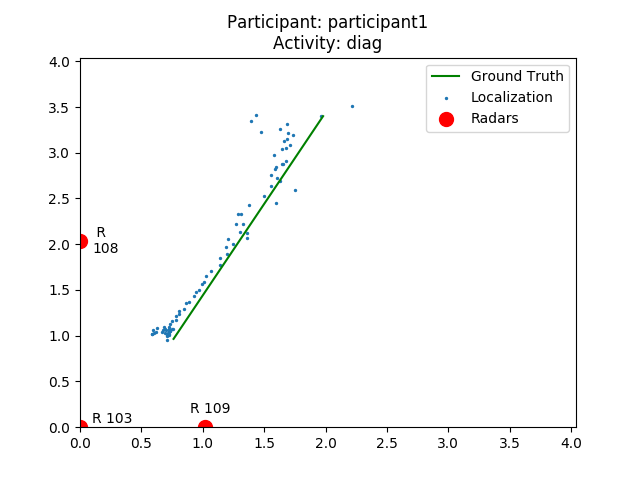 Participant: participant1
Activity: diag
Ground Truth
Localization
Radars
4.0
3.5
3.0
2.5
2.0
1.5
1.0
0.5
0.0
R
108
R 103
R 109
0.0 0.5 1.0 1.5 2.0 2.5 3.0 3.5 4.0